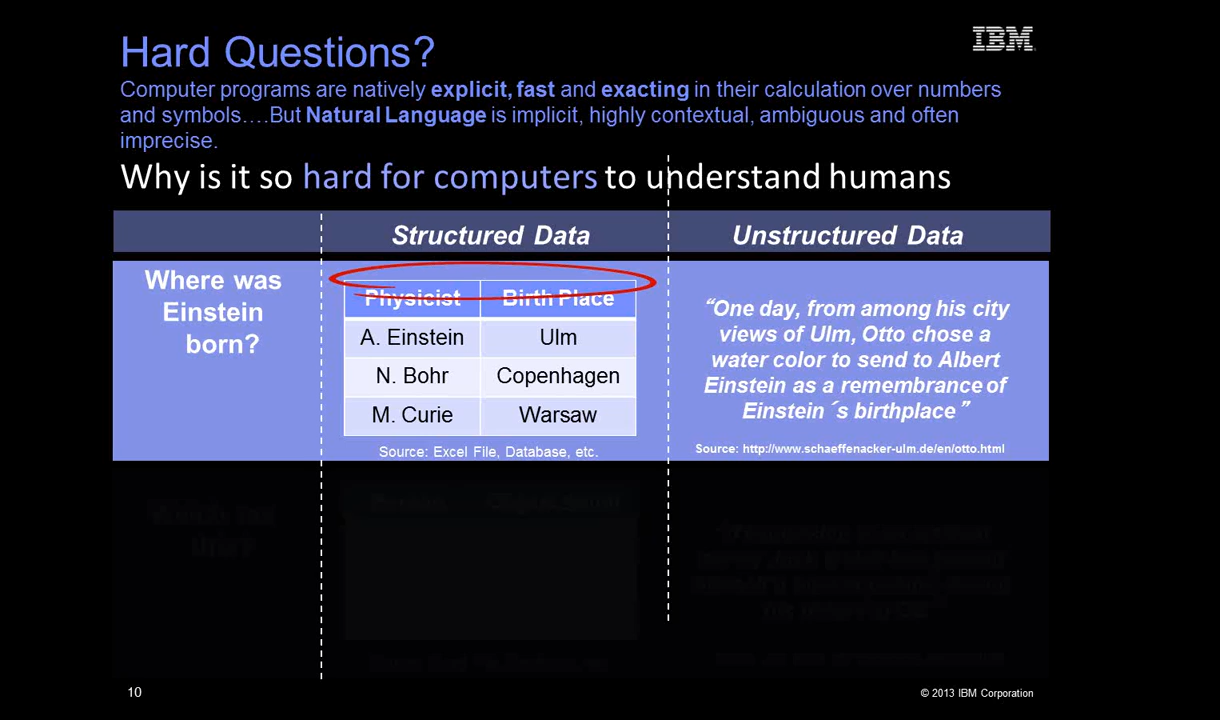 Hard Questions?
IBM
Computer programs are natively explicit, fast and exacting in their calculation over numbers
and symbols….But Natural Language is implicit, highly contextual, ambiguous and often
imprecise.
Why is it so hard for computers to understand humans
Structured Data
Unstructured Data
Where was
Einstein
born?
Physicist Birth Place
A. Einstein Ulm
N. Bohr Copenhagen
M. Curie Warsaw
Source: Excel File, Database, etc.
“One day, from among his city
views of Ulm, Otto chose a
water color to send to Albert
Einstein as a remembrance of
Einstein´s birthplace”
Source: http://www.schaeffenacker-ulm.de/en/otto.html
10
© 2013 IBM Corporation